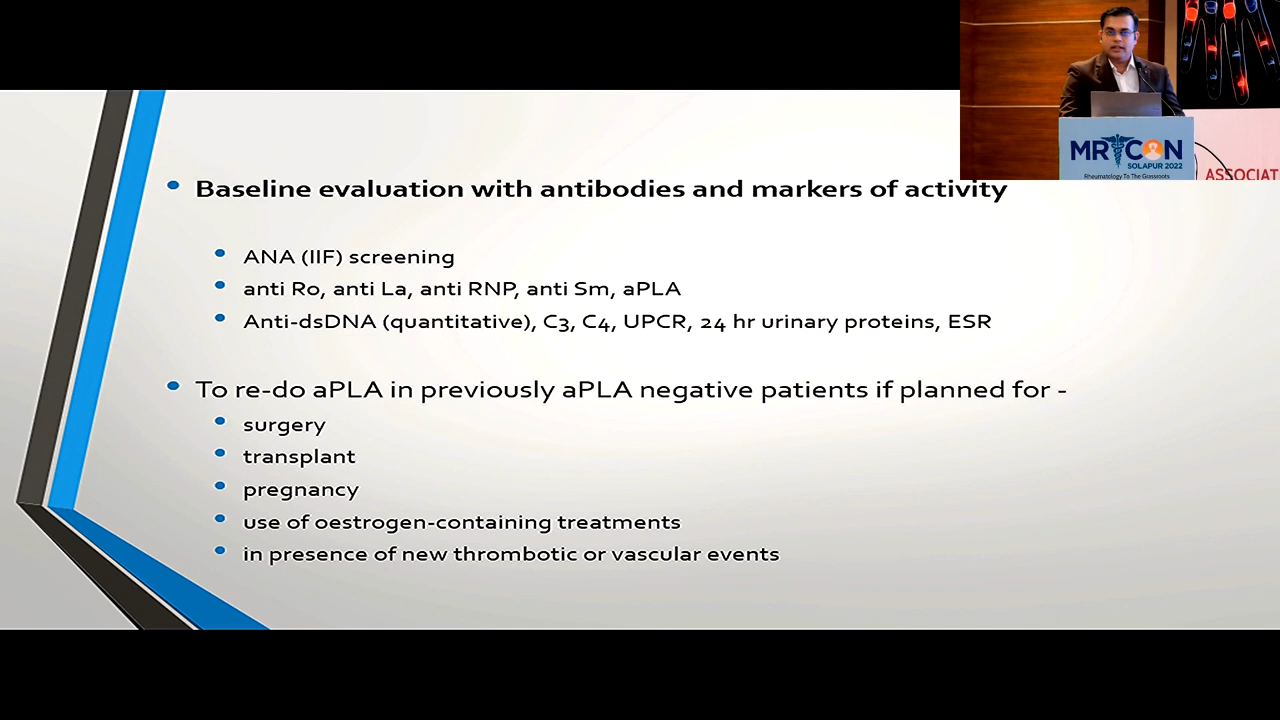 MR CON
SOLAPUR 2022
Rheumatology To The Grassroots
ASSOCIAT
Baseline evaluation with antibodies and markers of activity
ANA (IIF) screening
anti Ro, anti La, anti RNP, anti Sm, aPLA
Anti-dsDNA (quantitative), C3, C4, UPCR, 24 hr urinary proteins, ESR
To re-do aPLA in previously aPLA negative patients if planned for -
surgery
transplant
pregnancy
use of oestrogen-containing treatments
in presence of new thrombotic or vascular events